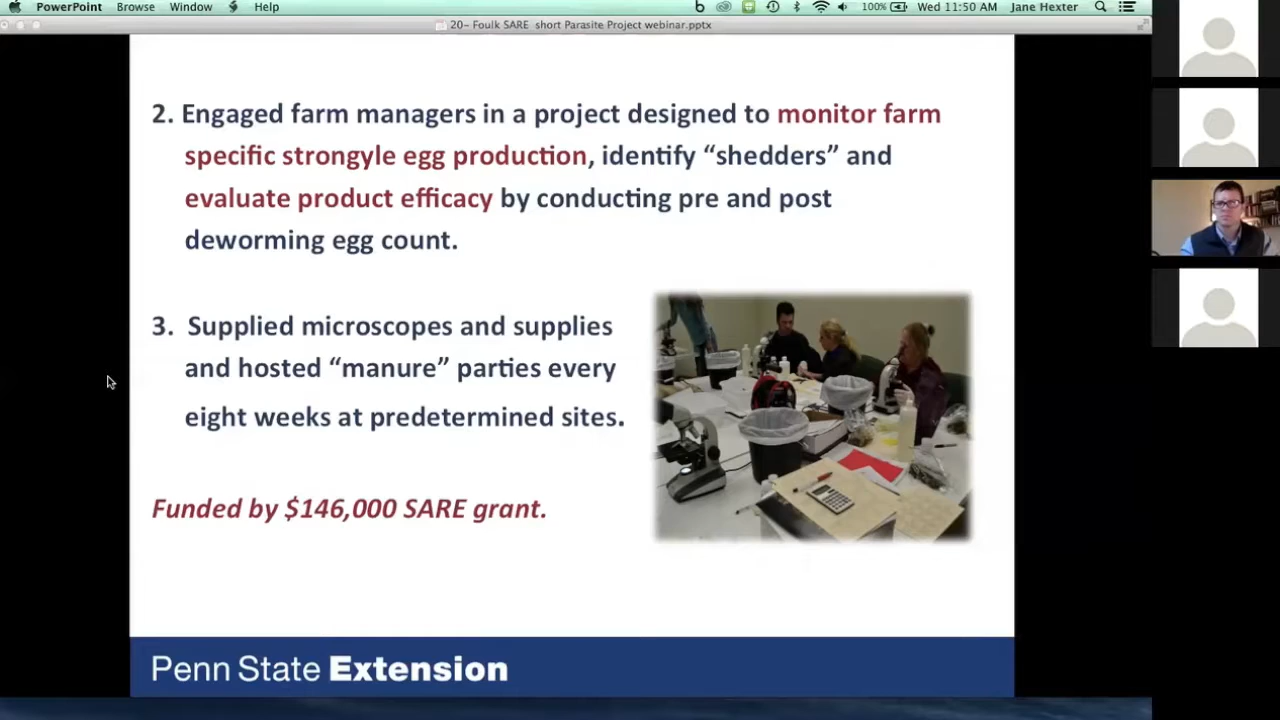 PowerPoint Browse Window Help 100% Wed 11:50 AM Jane Hexter
20- Foulk SARE short Parasite Project webinar.pptx
2. Engaged farm managers in a project designed to monitor farm
specific strongyle egg production, identify “shedders” and
evaluate product efficacy by conducting pre and post
deworming egg count.
3. Supplied microscopes and supplies
and hosted “manure” parties every
eight weeks at predetermined sites.
Funded by $146,000 SARE grant.
Penn State Extension